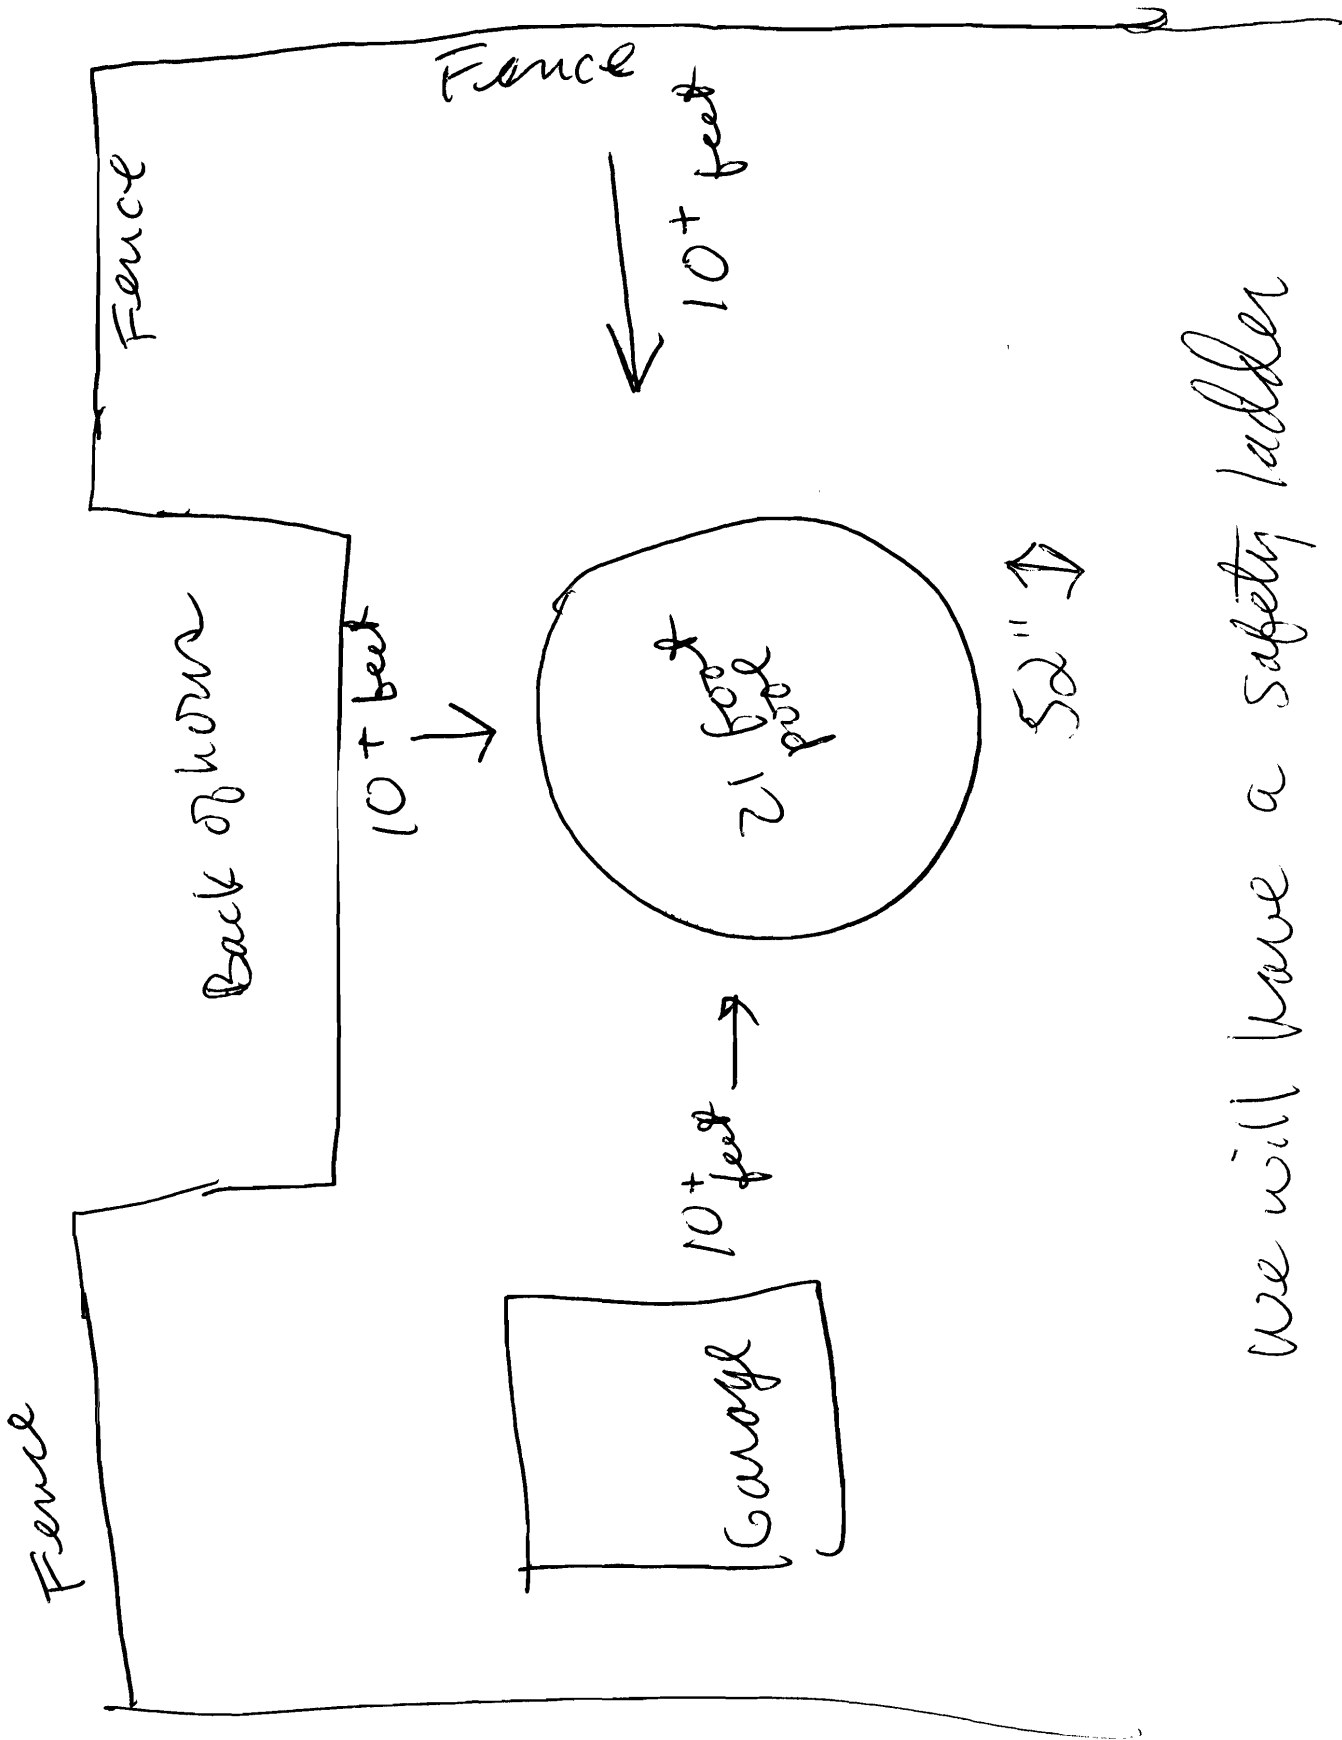 Fence
Back of hom
Fence
Fence
10+ feet
10+ feet
10+ feet
Garage
21 foot
pool
52"
We will have a safety ladder